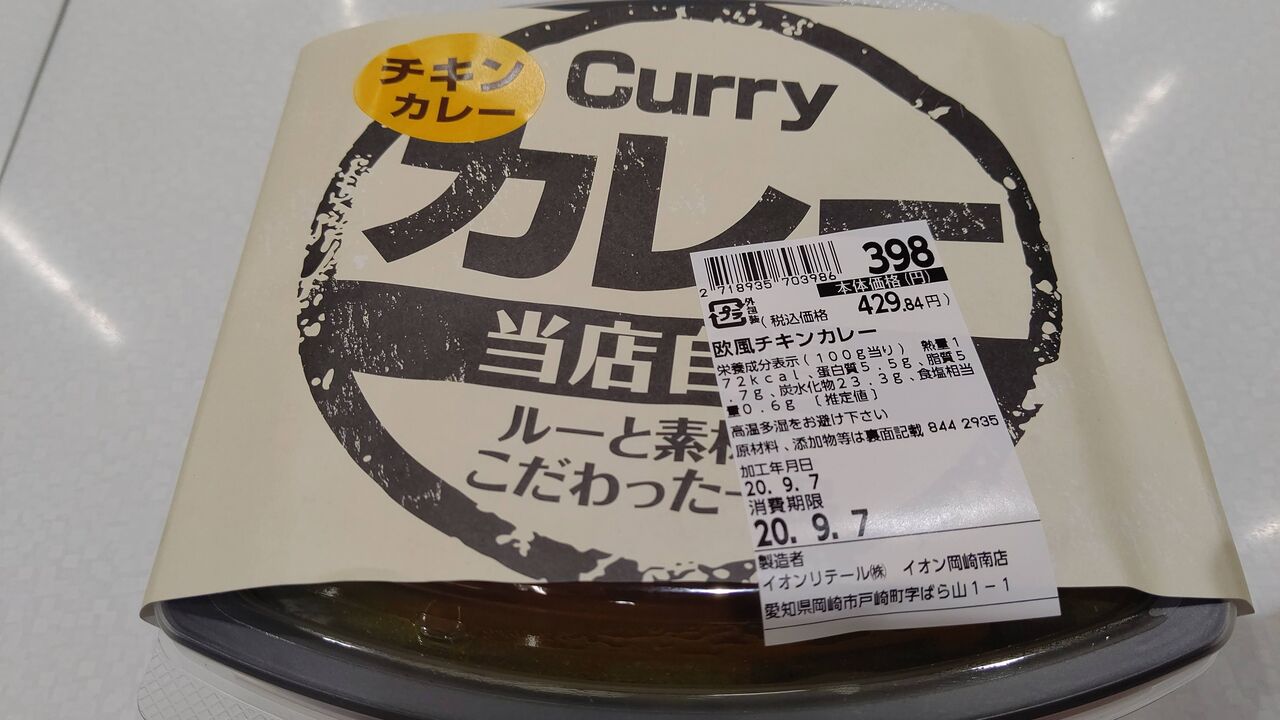 チキン
カレー
Curry
カレー
当店自
ルーと素材
こだわった一
398
2 718935 703986
本体価格(円)
プラ
外包装
(税込価格 429.84円)
欧風チキンカレー
栄養成分表示(100g当り) 熱量1
72kcal、蛋白質5.5g、脂質5
.7g、炭水化物23.3g、食塩相当
量0.6g [推定値]
高温多湿をお避け下さい
原材料、添加物等は裏面記載 844 2935
加工年月日
20. 9. 7
消費期限
20. 9. 7
製造者
イオンリテール㈱ イオン岡崎南店
愛知県岡崎市戸崎町字ばら山1-1